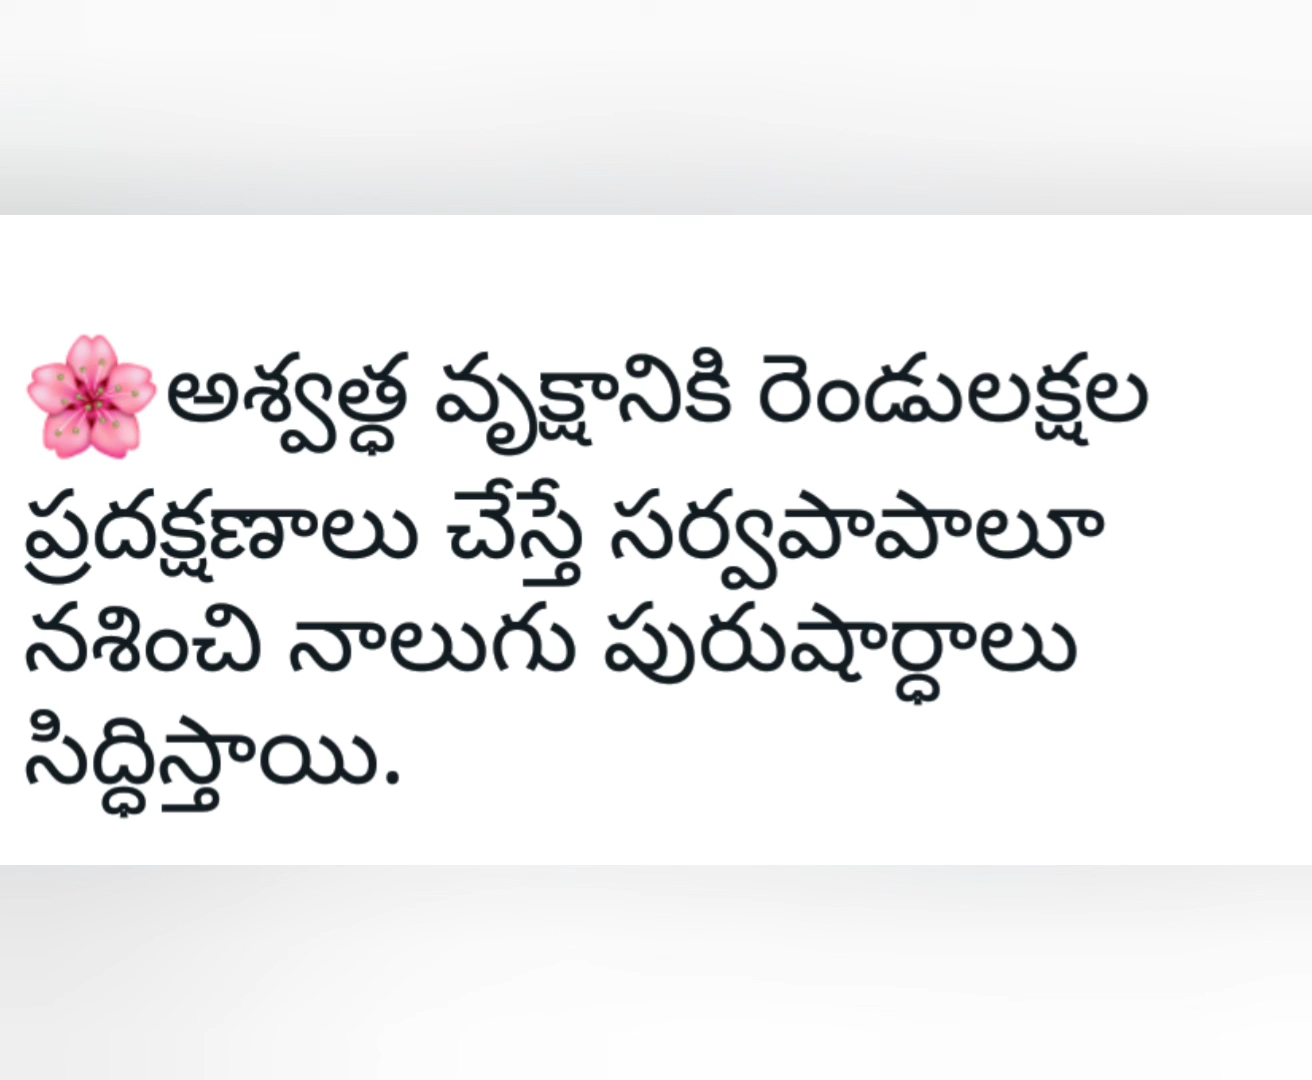 🌸అశ్వత్ధ వృక్షానికి రెండులక్షల
ప్రదక్షణాలు చేస్తే సర్వపాపాలూ
నశించి నాలుగు పురుషార్ధాలు
సిద్ధిస్తాయి.